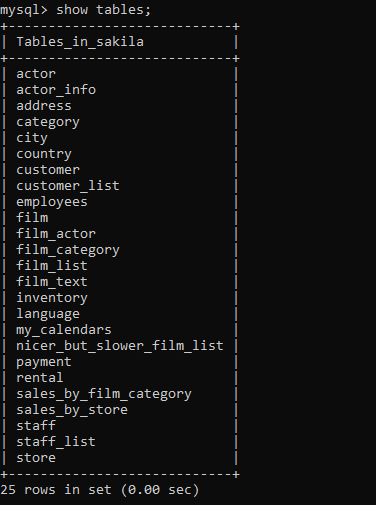 mysql> show tables;
+----------------------------+
| Tables_in_sakila           |
+----------------------------+
| actor                      |
| actor_info                 |
| address                    |
| category                   |
| city                       |
| country                    |
| customer                   |
| customer_list              |
| employees                  |
| film                       |
| film_actor                 |
| film_category              |
| film_list                  |
| film_text                  |
| inventory                  |
| language                   |
| my_calendars               |
| nicer_but_slower_film_list |
| payment                    |
| rental                     |
| sales_by_film_category     |
| sales_by_store             |
| staff                      |
| staff_list                 |
| store                      |
+----------------------------+
25 rows in set (0.00 sec)